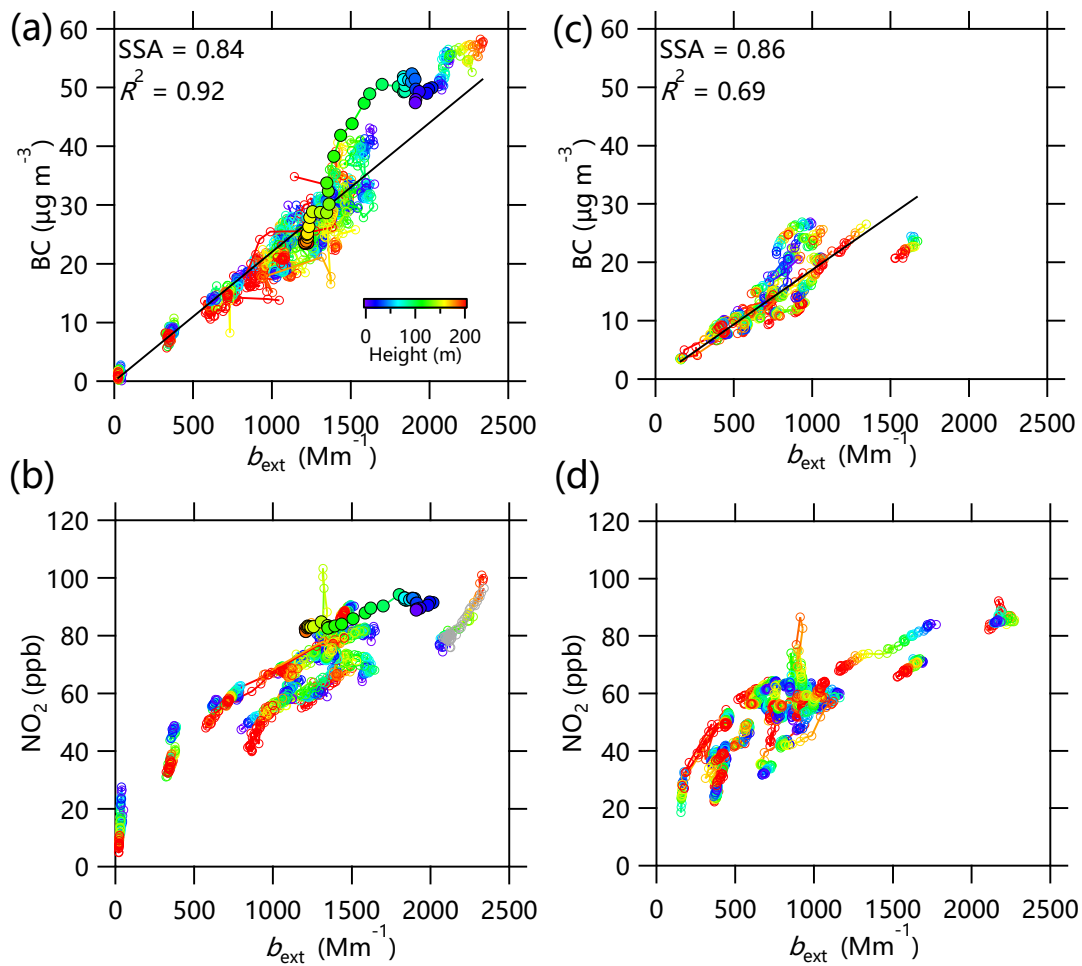 (a)
SSA = 0.84
R² = 0.92
60
50
40
30
20
10
0
BC (µg m⁻³)
0 100 200
Height (m)
0 500 1000 1500 2000 2500
b_ext (Mm⁻¹)
(c)
SSA = 0.86
R² = 0.69
60
50
40
30
20
10
0
BC (µg m⁻³)
0 500 1000 1500 2000 2500
b_ext (Mm⁻¹)
(b)
120
100
80
60
40
20
0
NO₂ (ppb)
0 500 1000 1500 2000 2500
b_ext (Mm⁻¹)
(d)
120
100
80
60
40
20
0
NO₂ (ppb)
0 500 1000 1500 2000 2500
b_ext (Mm⁻¹)